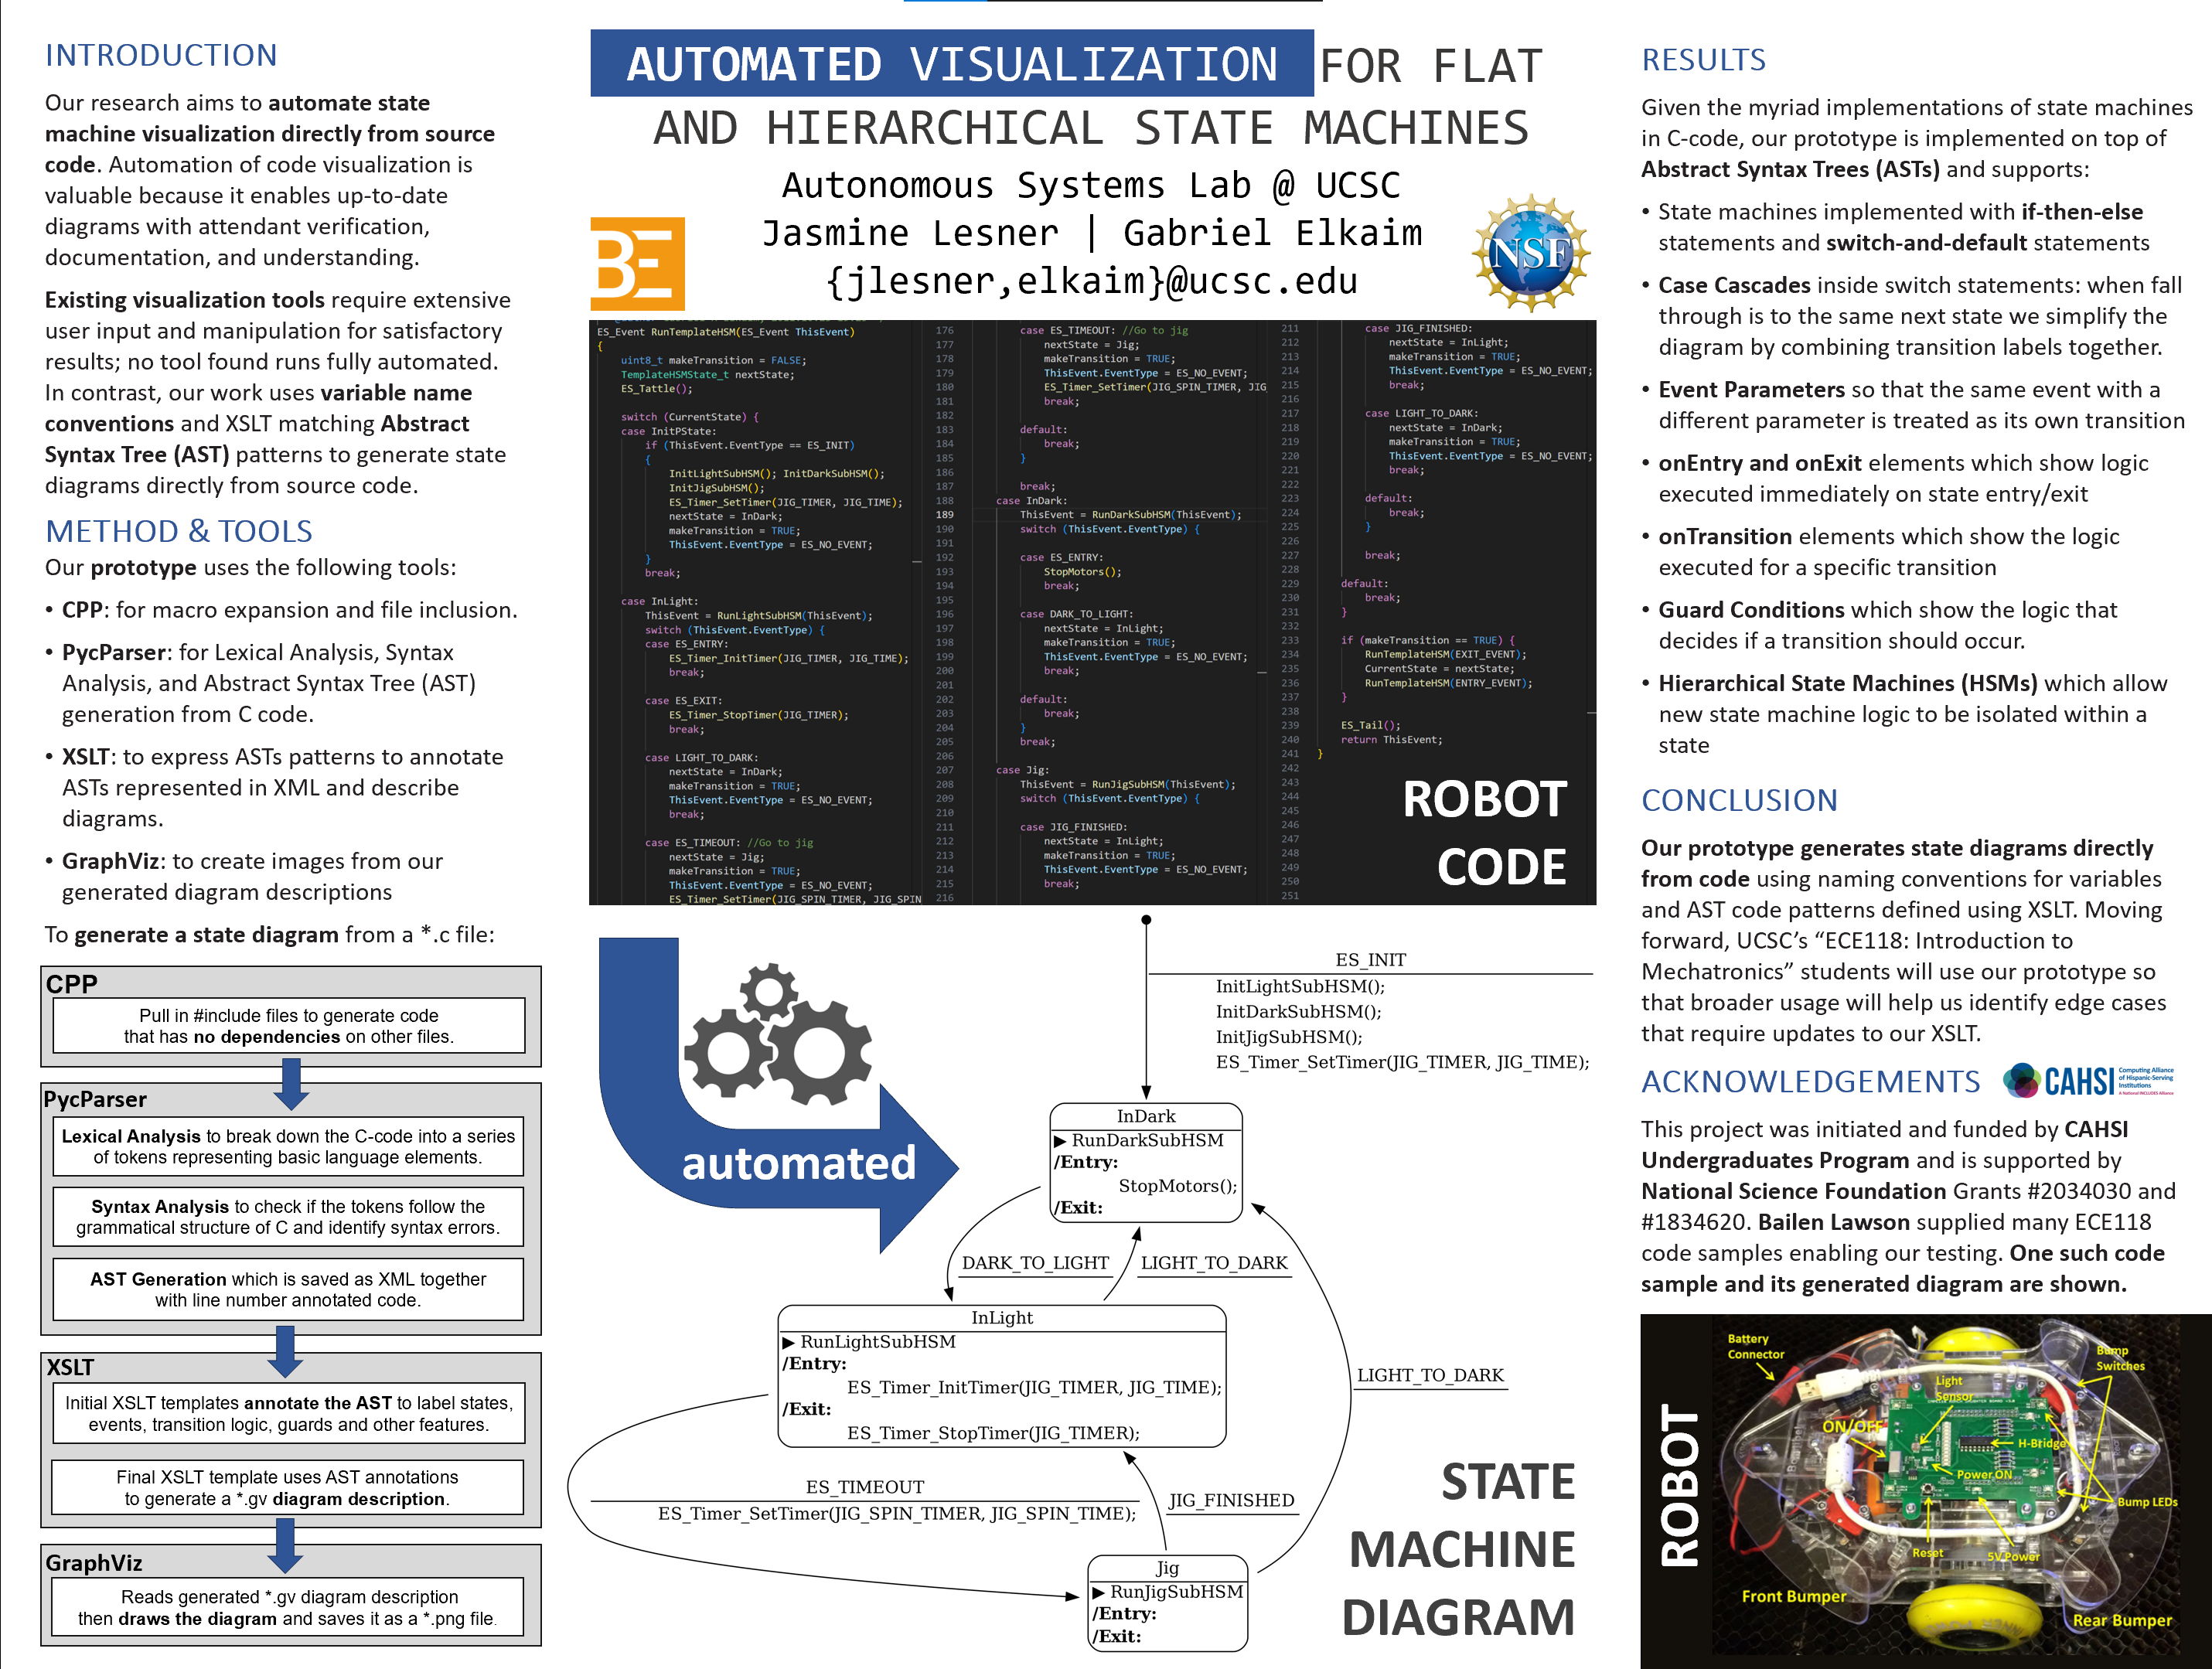 INTRODUCTION
Our research aims to automate state
machine visualization directly from source
code. Automation of code visualization is
valuable because it enables up-to-date
diagrams with attendant verification,
documentation, and understanding.
Existing visualization tools require extensive
user input and manipulation for satisfactory
results; no tool found runs fully automated.
In contrast, our work uses variable name
conventions and XSLT matching Abstract
Syntax Tree (AST) patterns to generate state
diagrams directly from source code.
METHOD & TOOLS
Our prototype uses the following tools:
• CPP: for macro expansion and file inclusion.
• PycParser: for Lexical Analysis, Syntax
Analysis, and Abstract Syntax Tree (AST)
generation from C code.
• XSLT: to express ASTs patterns to annotate
ASTs represented in XML and describe
diagrams.
• GraphViz: to create images from our
generated diagram descriptions
To generate a state diagram from a *.c file:
CPP
Pull in #include files to generate code
that has no dependencies on other files.
PycParser
Lexical Analysis to break down the C-code into a series
of tokens representing basic language elements.
Syntax Analysis to check if the tokens follow the
grammatical structure of C and identify syntax errors.
AST Generation which is saved as XML together
with line number annotated code.
XSLT
Initial XSLT templates annotate the AST to label states,
events, transition logic, guards and other features.
Final XSLT template uses AST annotations
to generate a *.gv diagram description.
GraphViz
Reads generated *.gv diagram description
then draws the diagram and saves it as a *.png file.
AUTOMATED VISUALIZATION FOR FLAT
AND HIERARCHICAL STATE MACHINES
Autonomous Systems Lab @ UCSC
Jasmine Lesner | Gabriel Elkaim
{jlesner,elkaim}@ucsc.edu
BE
NSF
ES_Event RunTemplateHSM(ES_Event ThisEvent)
{
uint8_t makeTransition = FALSE;
TemplateHSMState_t nextState;
ES_Tattle();
switch (CurrentState) {
case InitPState:
if (ThisEvent.EventType == ES_INIT)
{
InitLightSubHSM(); InitDarkSubHSM();
InitJigSubHSM();
ES_Timer_SetTimer(JIG_TIMER, JIG_TIME);
nextState = InDark;
makeTransition = TRUE;
ThisEvent.EventType = ES_NO_EVENT;
}
break;
case InLight:
ThisEvent = RunLightSubHSM(ThisEvent);
switch (ThisEvent.EventType) {
case ES_ENTRY:
ES_Timer_InitTimer(JIG_TIMER, JIG_TIME);
break;
case ES_EXIT:
ES_Timer_StopTimer(JIG_TIMER);
break;
case LIGHT_TO_DARK:
nextState = InDark;
makeTransition = TRUE;
ThisEvent.EventType = ES_NO_EVENT;
break;
case ES_TIMEOUT: //Go to jig
nextState = Jig;
makeTransition = TRUE;
ThisEvent.EventType = ES_NO_EVENT;
ES_Timer_SetTimer(JIG_SPIN_TIMER, JIG_SPIN
176 case ES_TIMEOUT: //Go to jig
177 nextState = Jig;
178 makeTransition = TRUE;
179 ThisEvent.EventType = ES_NO_EVENT;
180 ES_Timer_SetTimer(JIG_SPIN_TIMER, JIG
181 break;
182
183 default:
184 break;
185 }
186
187 break;
188 case InDark:
189 ThisEvent = RunDarkSubHSM(ThisEvent);
190 switch (ThisEvent.EventType) {
191
192 case ES_ENTRY:
193 StopMotors();
194 break;
195
196 case DARK_TO_LIGHT:
197 nextState = InLight;
198 makeTransition = TRUE;
199 ThisEvent.EventType = ES_NO_EVENT;
200 break;
201
202 default:
203 break;
204 }
205 break;
206
207 case Jig:
208 ThisEvent = RunJigSubHSM(ThisEvent);
209 switch (ThisEvent.EventType) {
210
211 case JIG_FINISHED:
212 nextState = InLight;
213 makeTransition = TRUE;
214 ThisEvent.EventType = ES_NO_EVENT;
215 break;
216
211 case JIG_FINISHED:
212 nextState = InLight;
213 makeTransition = TRUE;
214 ThisEvent.EventType = ES_NO_EVENT;
215 break;
216
217 case LIGHT_TO_DARK:
218 nextState = InDark;
219 makeTransition = TRUE;
220 ThisEvent.EventType = ES_NO_EVENT;
221 break;
222
223 default:
224 break;
225 }
226
227 break;
228
229 default:
230 break;
231 }
232
233 if (makeTransition == TRUE) {
234 RunTemplateHSM(EXIT_EVENT);
235 CurrentState = nextState;
236 RunTemplateHSM(ENTRY_EVENT);
237 }
238
239 ES_Tail();
240 return ThisEvent;
241 }
242
243
244
245
246
247
248
249
250
251
ROBOT
CODE
automated
ES_INIT
InitLightSubHSM();
InitDarkSubHSM();
InitJigSubHSM();
ES_Timer_SetTimer(JIG_TIMER, JIG_TIME);
InDark
▶ RunDarkSubHSM
/Entry:
StopMotors();
/Exit:
DARK_TO_LIGHT
LIGHT_TO_DARK
InLight
▶ RunLightSubHSM
/Entry:
ES_Timer_InitTimer(JIG_TIMER, JIG_TIME);
/Exit:
ES_Timer_StopTimer(JIG_TIMER);
LIGHT_TO_DARK
ES_TIMEOUT
ES_Timer_SetTimer(JIG_SPIN_TIMER, JIG_SPIN_TIME);
JIG_FINISHED
Jig
▶ RunJigSubHSM
/Entry:
/Exit:
STATE
MACHINE
DIAGRAM
RESULTS
Given the myriad implementations of state machines
in C-code, our prototype is implemented on top of
Abstract Syntax Trees (ASTs) and supports:
• State machines implemented with if-then-else
statements and switch-and-default statements
• Case Cascades inside switch statements: when fall
through is to the same next state we simplify the
diagram by combining transition labels together.
• Event Parameters so that the same event with a
different parameter is treated as its own transition
• onEntry and onExit elements which show logic
executed immediately on state entry/exit
• onTransition elements which show the logic
executed for a specific transition
• Guard Conditions which show the logic that
decides if a transition should occur.
• Hierarchical State Machines (HSMs) which allow
new state machine logic to be isolated within a
state
CONCLUSION
Our prototype generates state diagrams directly
from code using naming conventions for variables
and AST code patterns defined using XSLT. Moving
forward, UCSC’s “ECE118: Introduction to
Mechatronics” students will use our prototype so
that broader usage will help us identify edge cases
that require updates to our XSLT.
ACKNOWLEDGEMENTS
CAHSI
Computing Alliance
of Hispanic-Serving
Institutions
A National INCLUDES Alliance
This project was initiated and funded by CAHSI
Undergraduates Program and is supported by
National Science Foundation Grants #2034030 and
#1834620. Bailen Lawson supplied many ECE118
code samples enabling our testing. One such code
sample and its generated diagram are shown.
ROBOT
Battery
Connector
Bump
Switches
Light
Sensor
ON/OFF
H-Bridge
Power ON
Bump LEDs
Reset
5V Power
Front Bumper
Rear Bumper